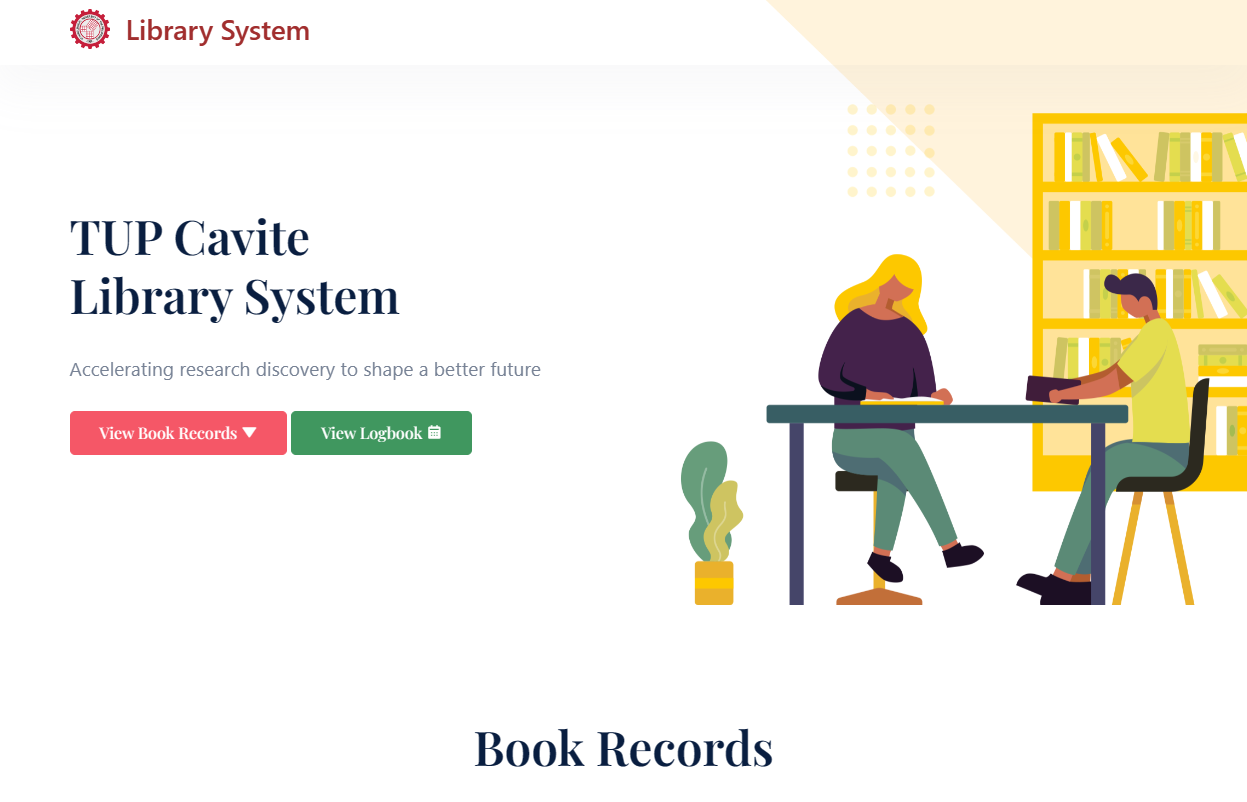 Library System
TUP Cavite
Library System
Accelerating research discovery to shape a better future
View Book Records
View Logbook
Book Records